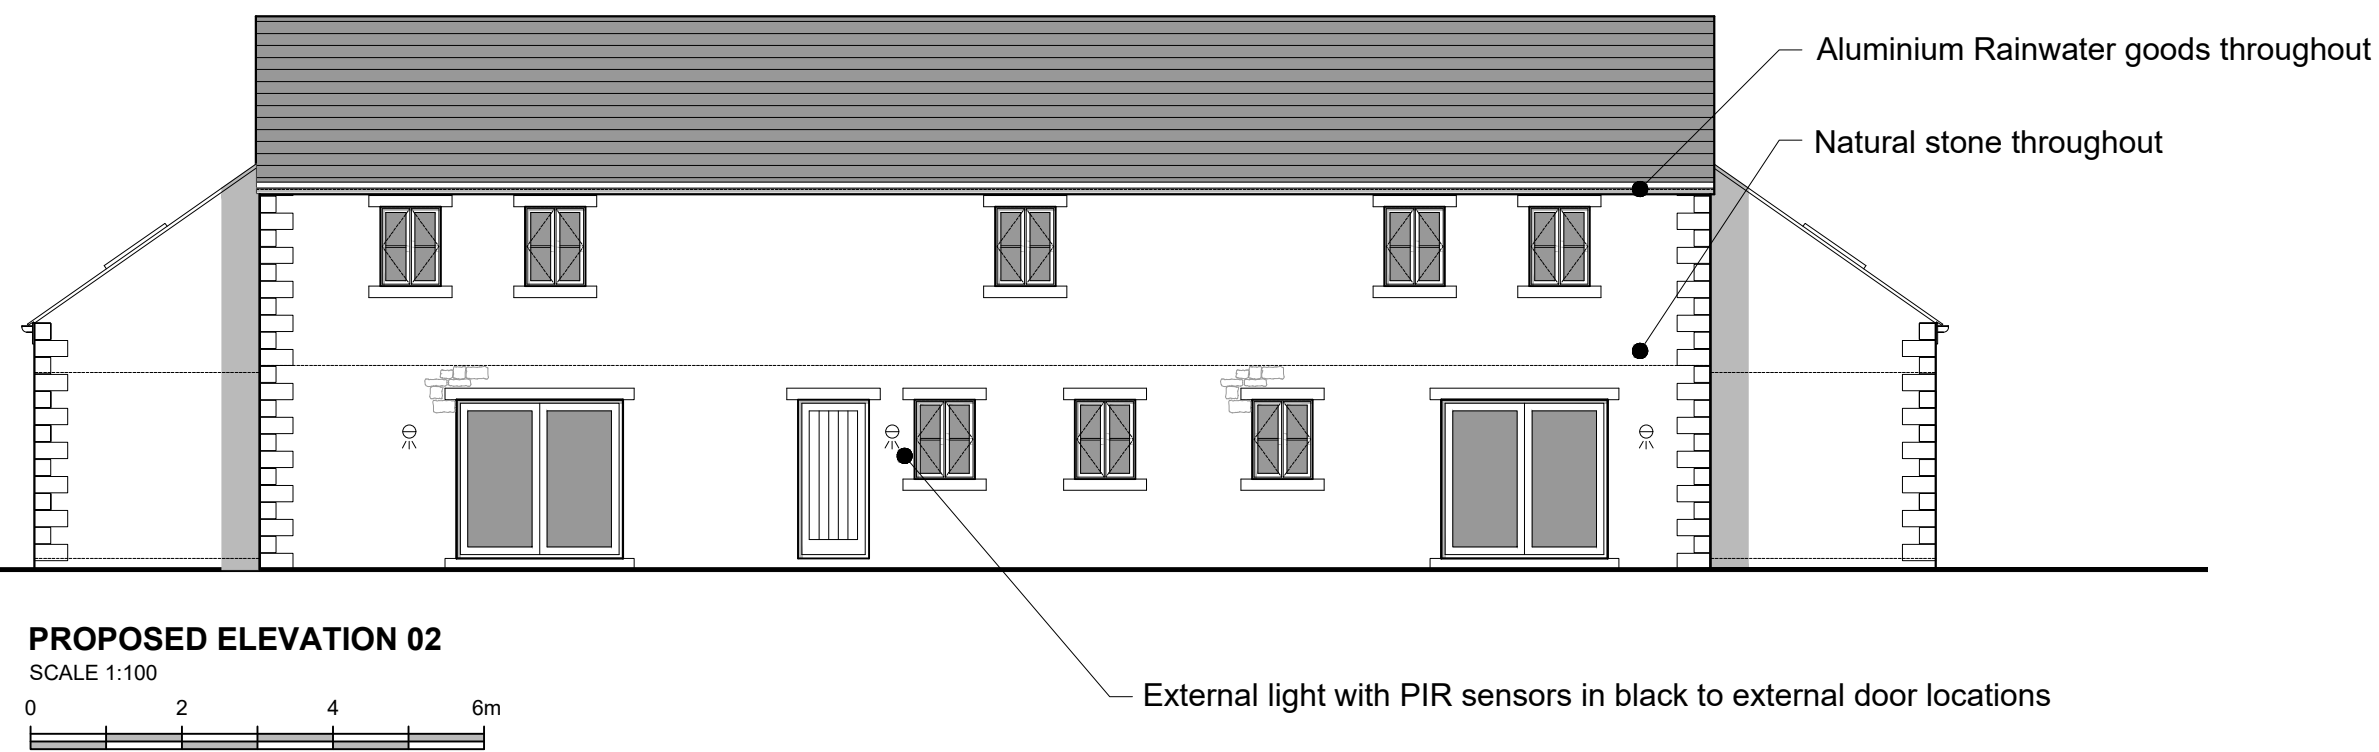 Aluminium Rainwater goods throughout
Natural stone throughout
PROPOSED ELEVATION 02
SCALE 1:100
0 2 4 6m
External light with PIR sensors in black to external door locations